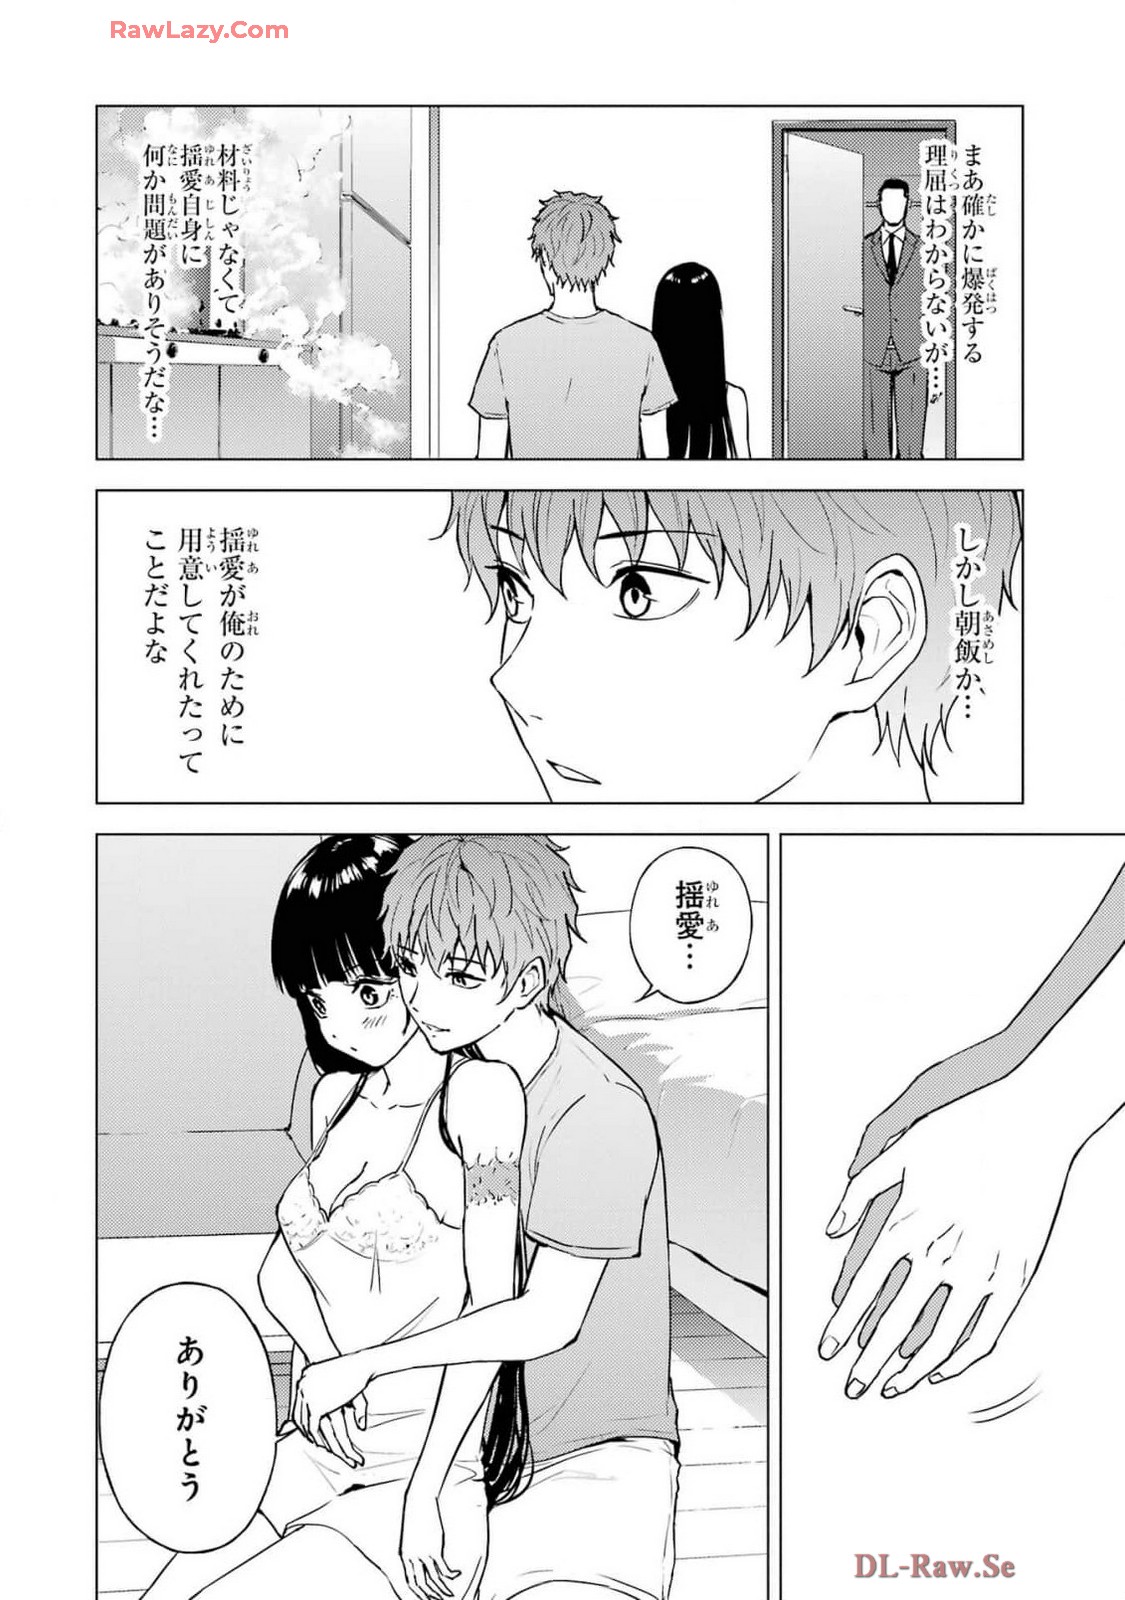 RawLazy.Com
まあ確かに爆発する
理屈はわからないが…
材料じゃなくて
揺愛自身に
何か問題がありそうだな…
しかし朝飯か、…
揺愛が俺のために
用意してくれたって
ことだよな
揺愛…
ありがとう
DL-Raw.Se